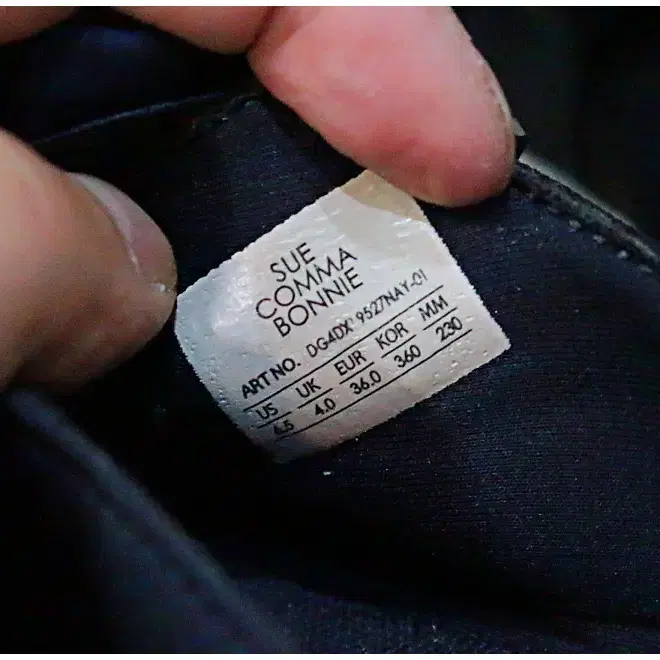 SUE
COMMA
BONNIE
ART NO. DG4DX 9527NAY-01
US UK EUR KOR MM
6.5 4.0 36.0 360 230